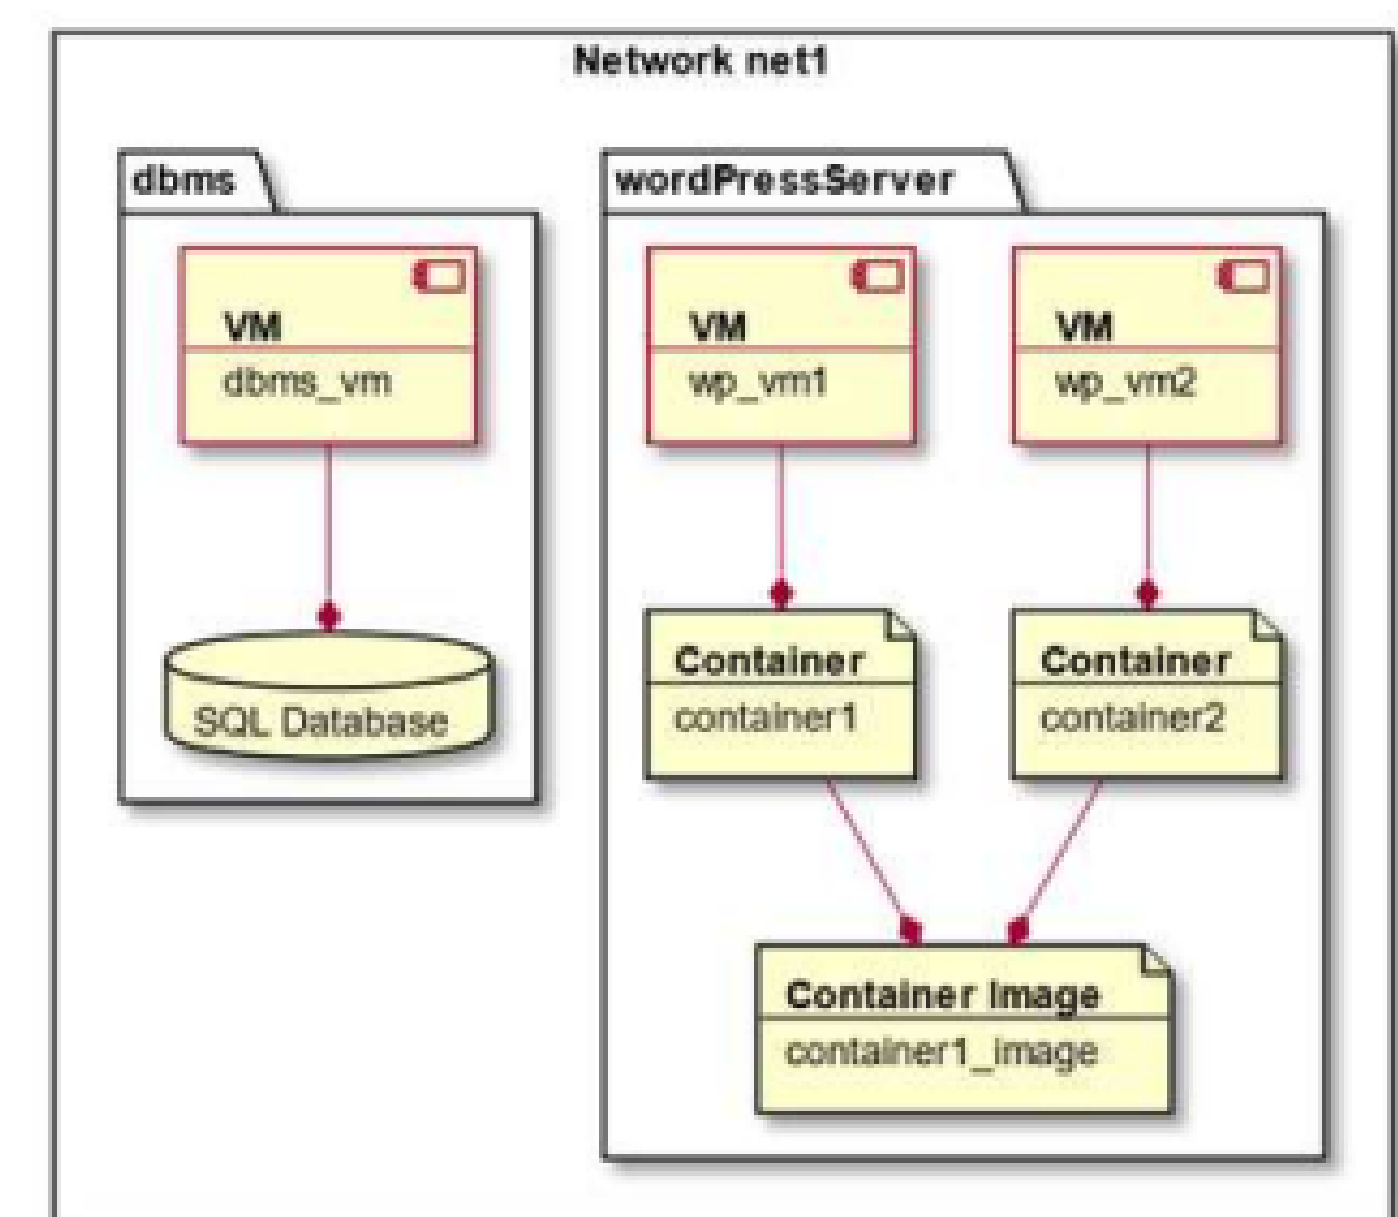 Network net1
dbms
VM
dbms_vm
SQL Database
wordPressServer
VM
wp_vm1
VM
wp_vm2
Container
container1
Container
container2
Container Image
container1_image